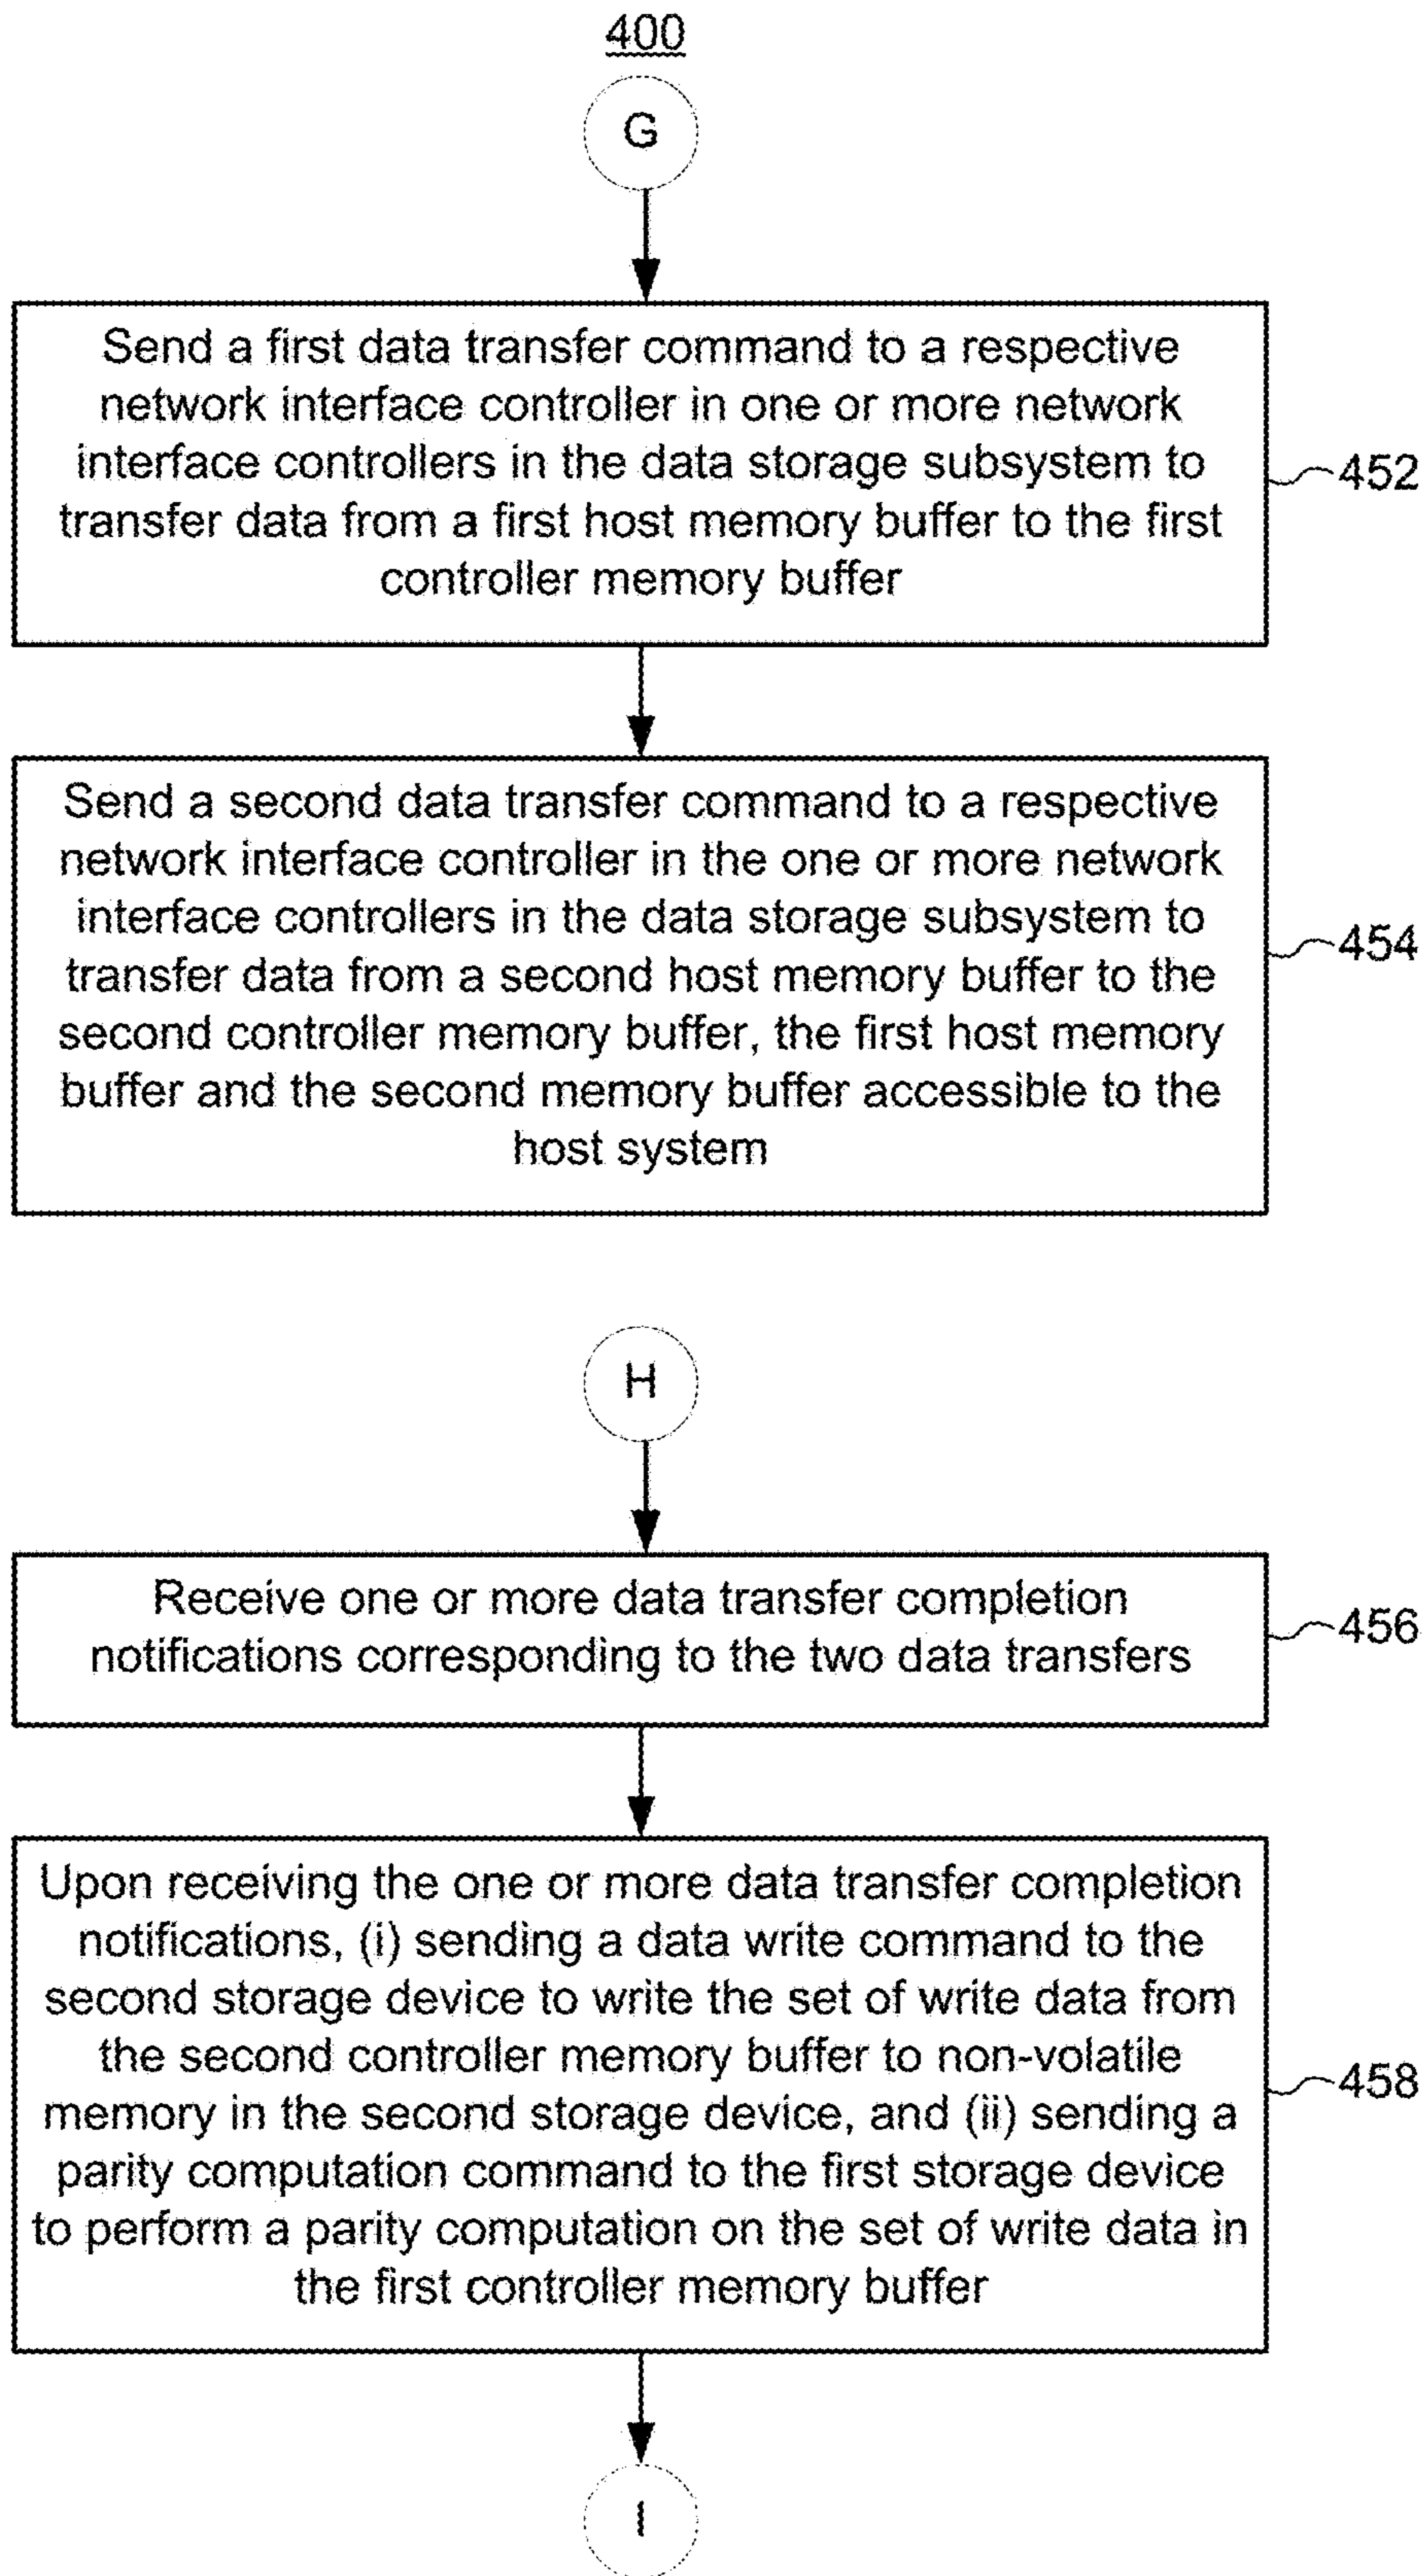 400
G
Send a first data transfer command to a respective
network interface controller in one or more network
interface controllers in the data storage subsystem to
transfer data from a first host memory buffer to the first
controller memory buffer
452
Send a second data transfer command to a respective
network interface controller in the one or more network
interface controllers in the data storage subsystem to
transfer data from a second host memory buffer to the
second controller memory buffer, the first host memory
buffer and the second memory buffer accessible to the
host system
454
H
Receive one or more data transfer completion
notifications corresponding to the two data transfers
456
Upon receiving the one or more data transfer completion
notifications, (i) sending a data write command to the
second storage device to write the set of write data from
the second controller memory buffer to non-volatile
memory in the second storage device, and (ii) sending a
parity computation command to the first storage device
to perform a parity computation on the set of write data in
the first controller memory buffer
458
I